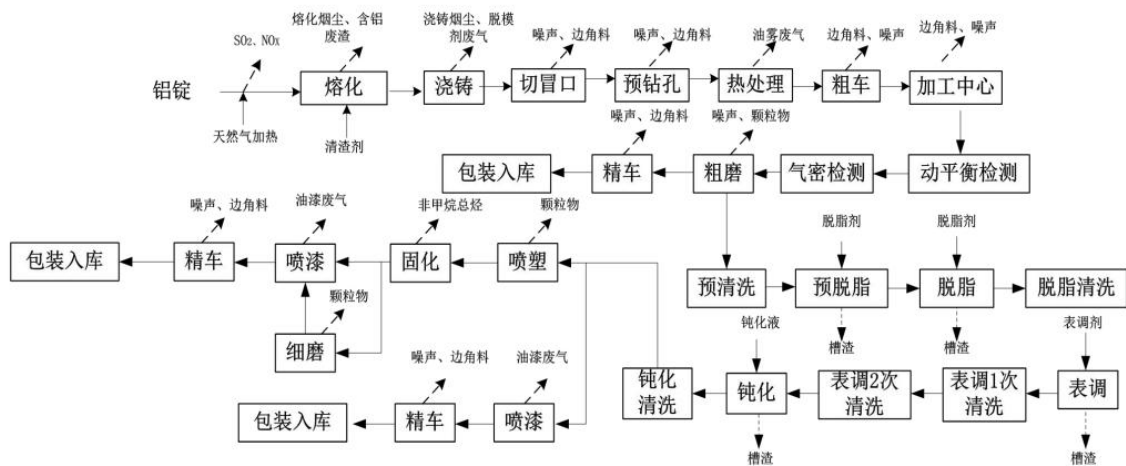 SO₂、NOx
熔化烟尘、含铝
废渣
浇铸烟尘、脱模
剂废气
噪声、边角料
噪声、边角料
油雾废气
边角料、噪声
边角料、噪声
铝锭
熔化
浇铸
切冒口
预钻孔
热处理
粗车
加工中心
天然气加热
清渣剂
噪声、边角料
噪声、颗粒物
包装入库
精车
粗磨
气密检测
动平衡检测
噪声、边角料
油漆废气
非甲烷总烃
颗粒物
包装入库
精车
喷漆
固化
喷塑
颗粒物
细磨
脱脂剂
脱脂剂
预清洗
预脱脂
脱脂
脱脂清洗
槽渣
槽渣
钝化液
表调剂
噪声、边角料
油漆废气
包装入库
精车
喷漆
钝化
清洗
钝化
表调2次
清洗
表调1次
清洗
表调
槽渣
槽渣